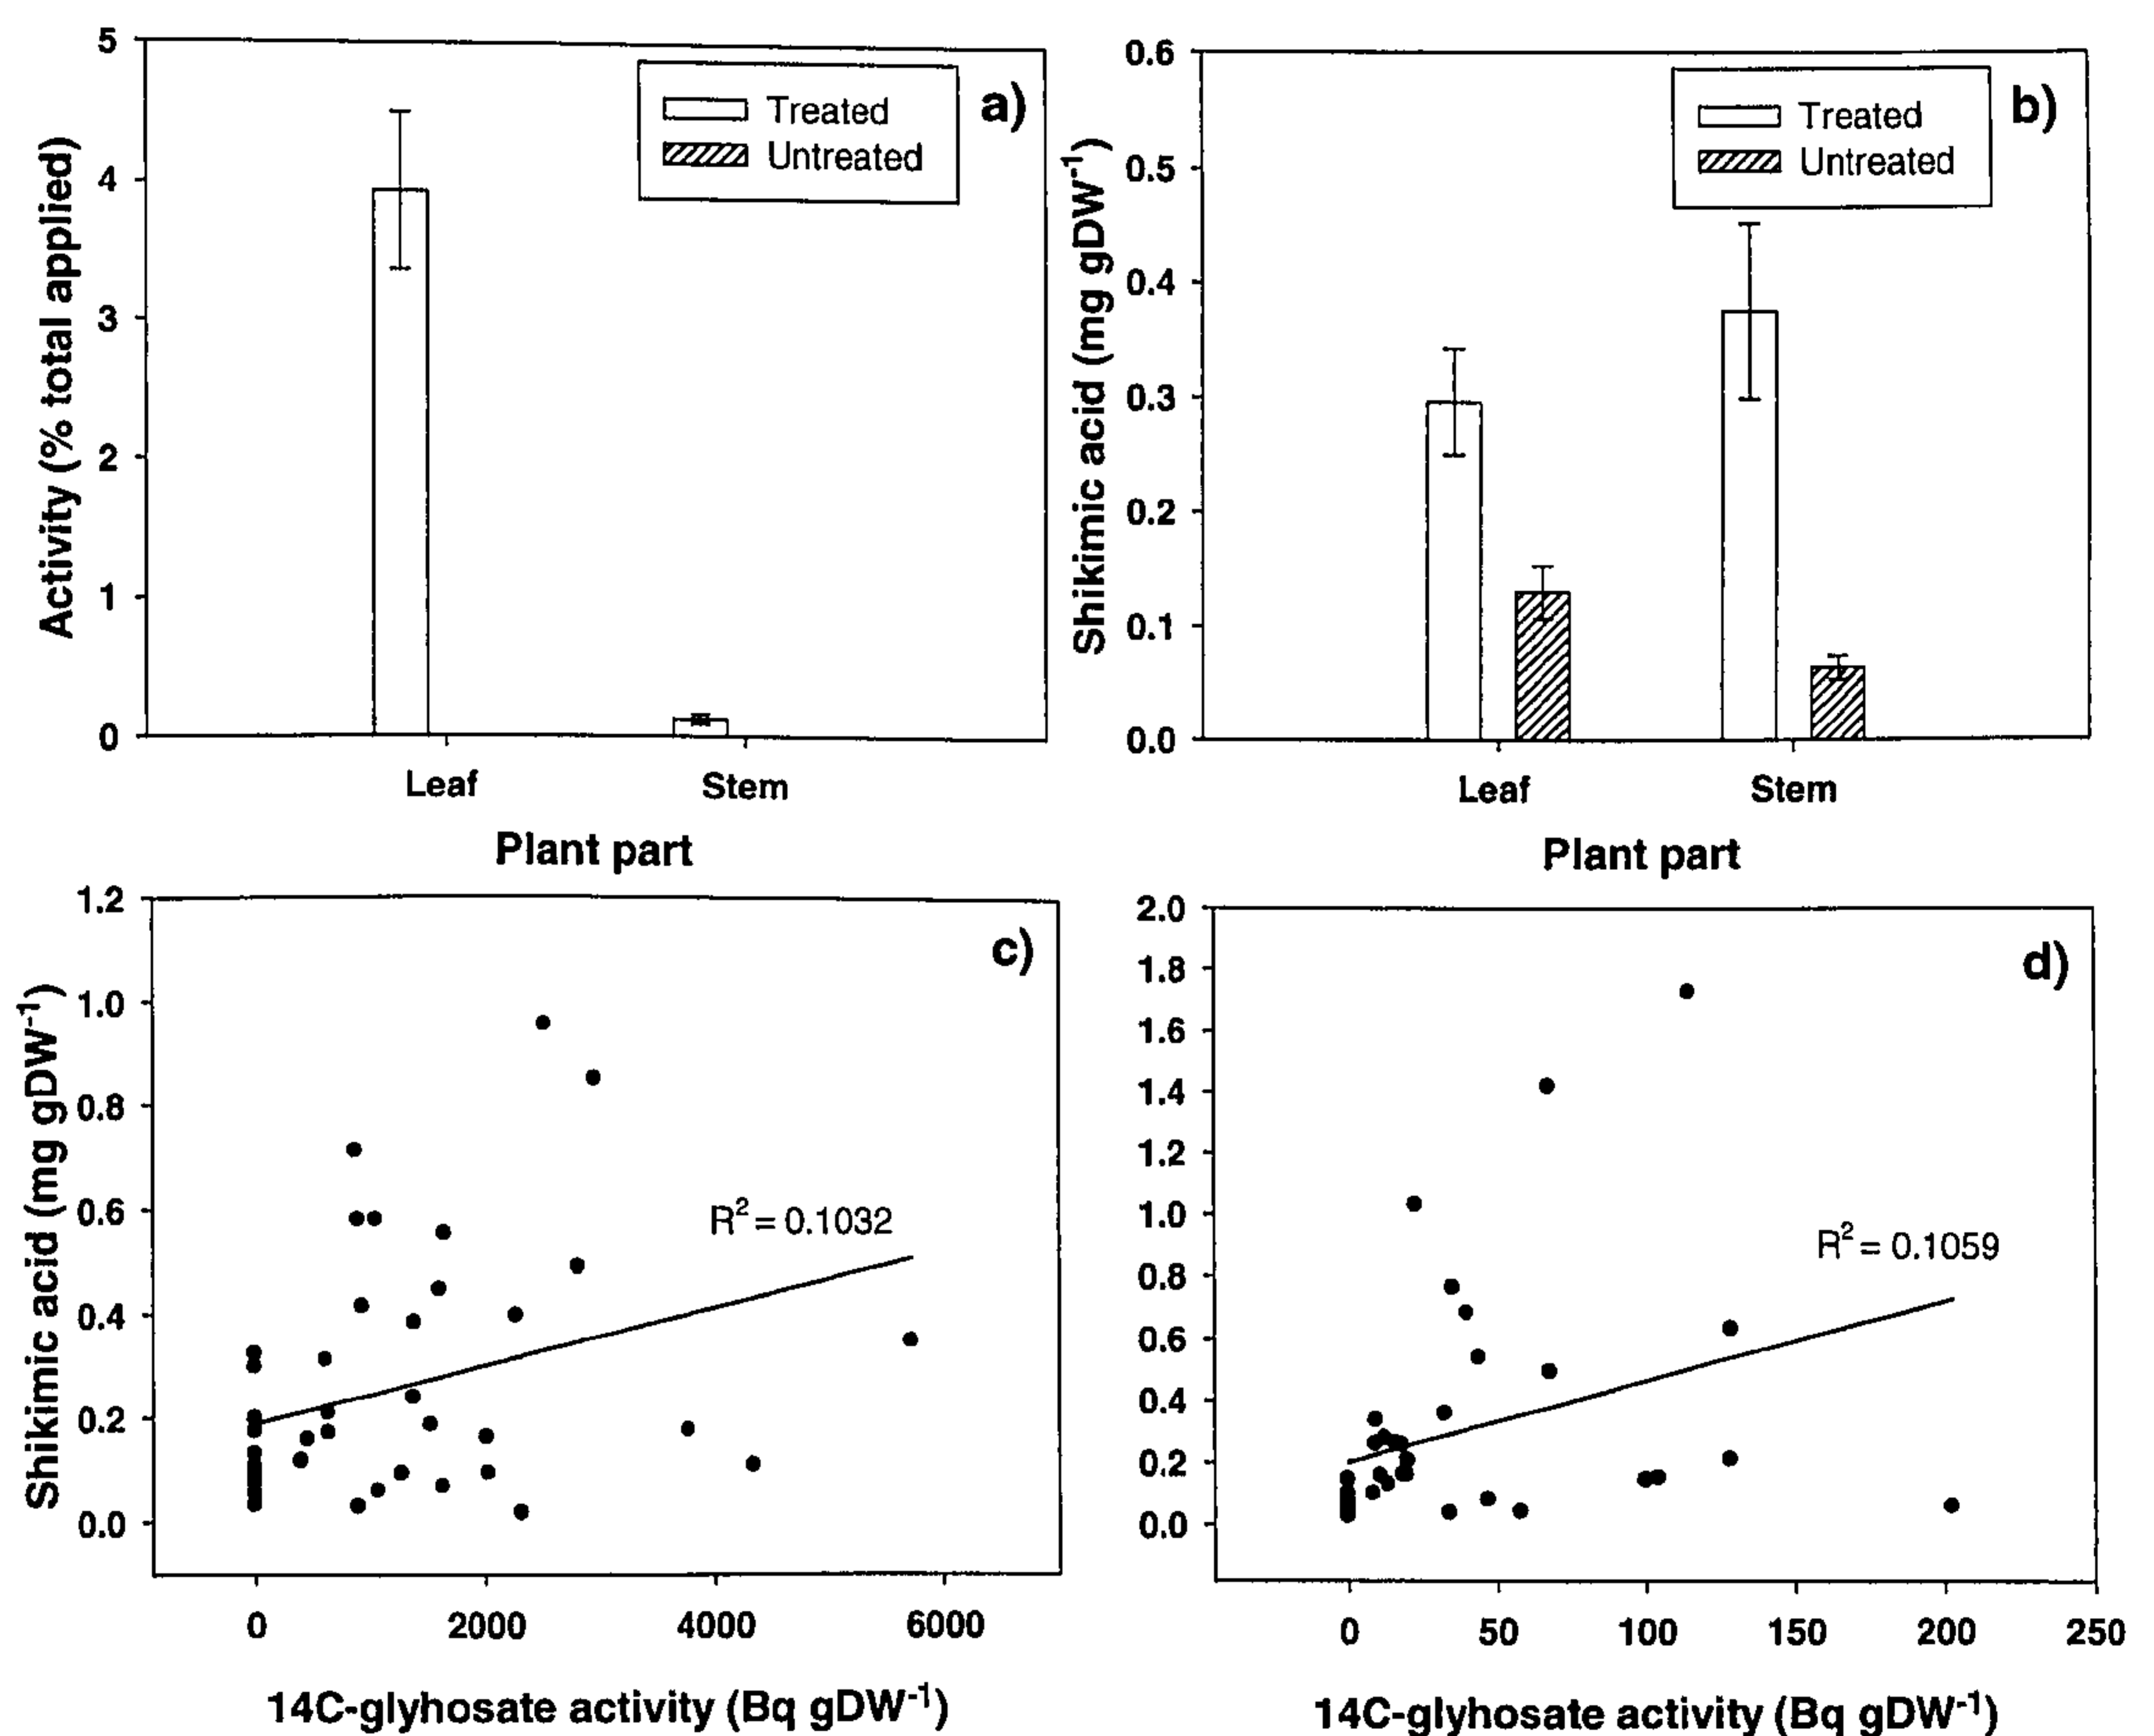 Activity (% total applied)
5
4
3
2
1
0
Treated
Untreated
a)
Leaf Stem
Plant part
Shikimic acid (mg gDW⁻¹)
0.6
0.5
0.4
0.3
0.2
0.1
0.0
Treated
Untreated
b)
Leaf Stem
Plant part
Shikimic acid (mg gDW⁻¹)
1.2
1.0
0.8
0.6
0.4
0.2
0.0
c)
R² = 0.1032
0 2000 4000 6000
14C-glyhosate activity (Bq gDW⁻¹)
2.0
1.8
1.6
1.4
1.2
1.0
0.8
0.6
0.4
0.2
0.0
d)
R² = 0.1059
0 50 100 150 200 250
14C-glyhosate activity (Bq gDW⁻¹)